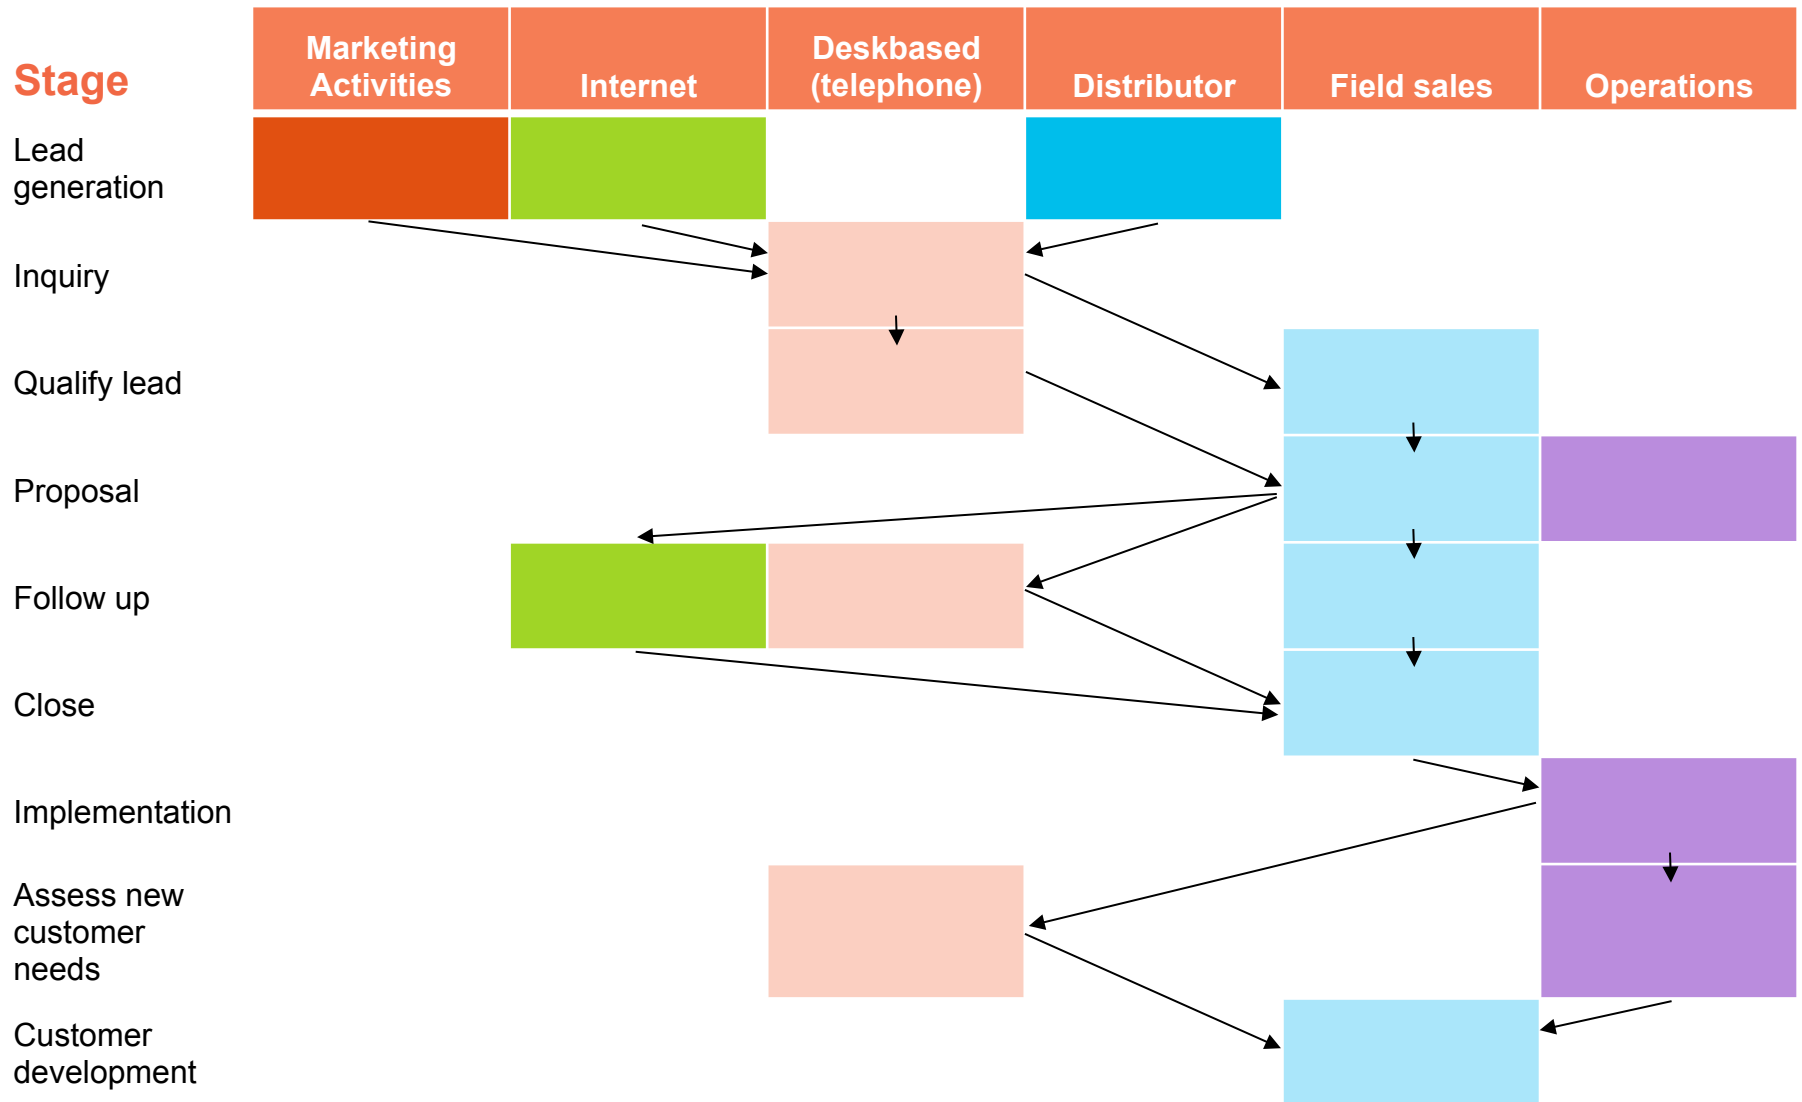 Stage
Marketing
Activities
Internet
Deskbased
(telephone)
Distributor
Field sales
Operations
Lead
generation
Inquiry
Qualify lead
Proposal
Follow up
Close
Implementation
Assess new
customer
needs
Customer
development